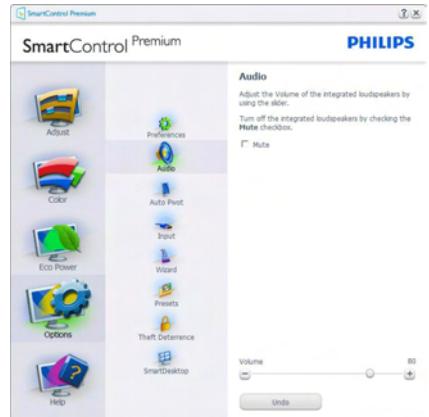 SmartControl Premium
SmartControl Premium
PHILIPS
Adjust
Color
Eco Power
Options
Help
Preferences
Audio
Auto Pivot
Input
Wizard
Presets
Theft Deterrence
SmartDesktop
Audio
Adjust the Volume of the integrated loudspeakers by
using the slider.
Turn off the integrated loudspeakers by checking the
Mute checkbox.
Mute
Volume 80
Undo